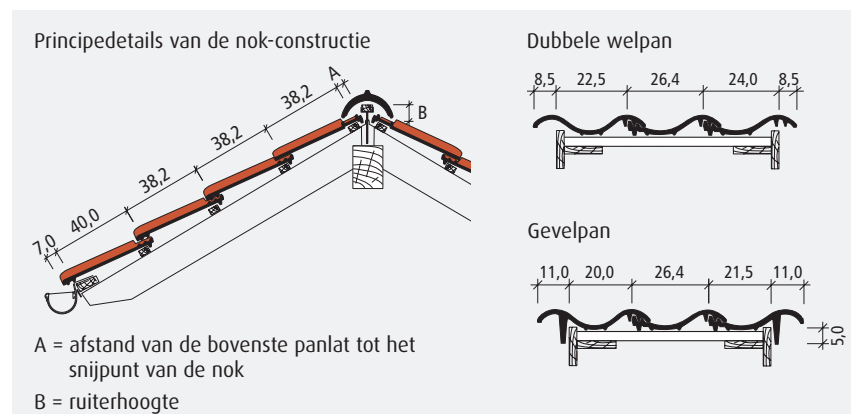 Principedetails van de nok-constructie
A
38,2
38,2
38,2
38,2
40,0
7,0
B
A = afstand van de bovenste panlat tot het
snijpunt van de nok
B = ruiterhoogte
Dubbele welpan
8,5 22,5 26,4 24,0 8,5
Gevelpan
11,0 20,0 26,4 21,5 11,0
5,0